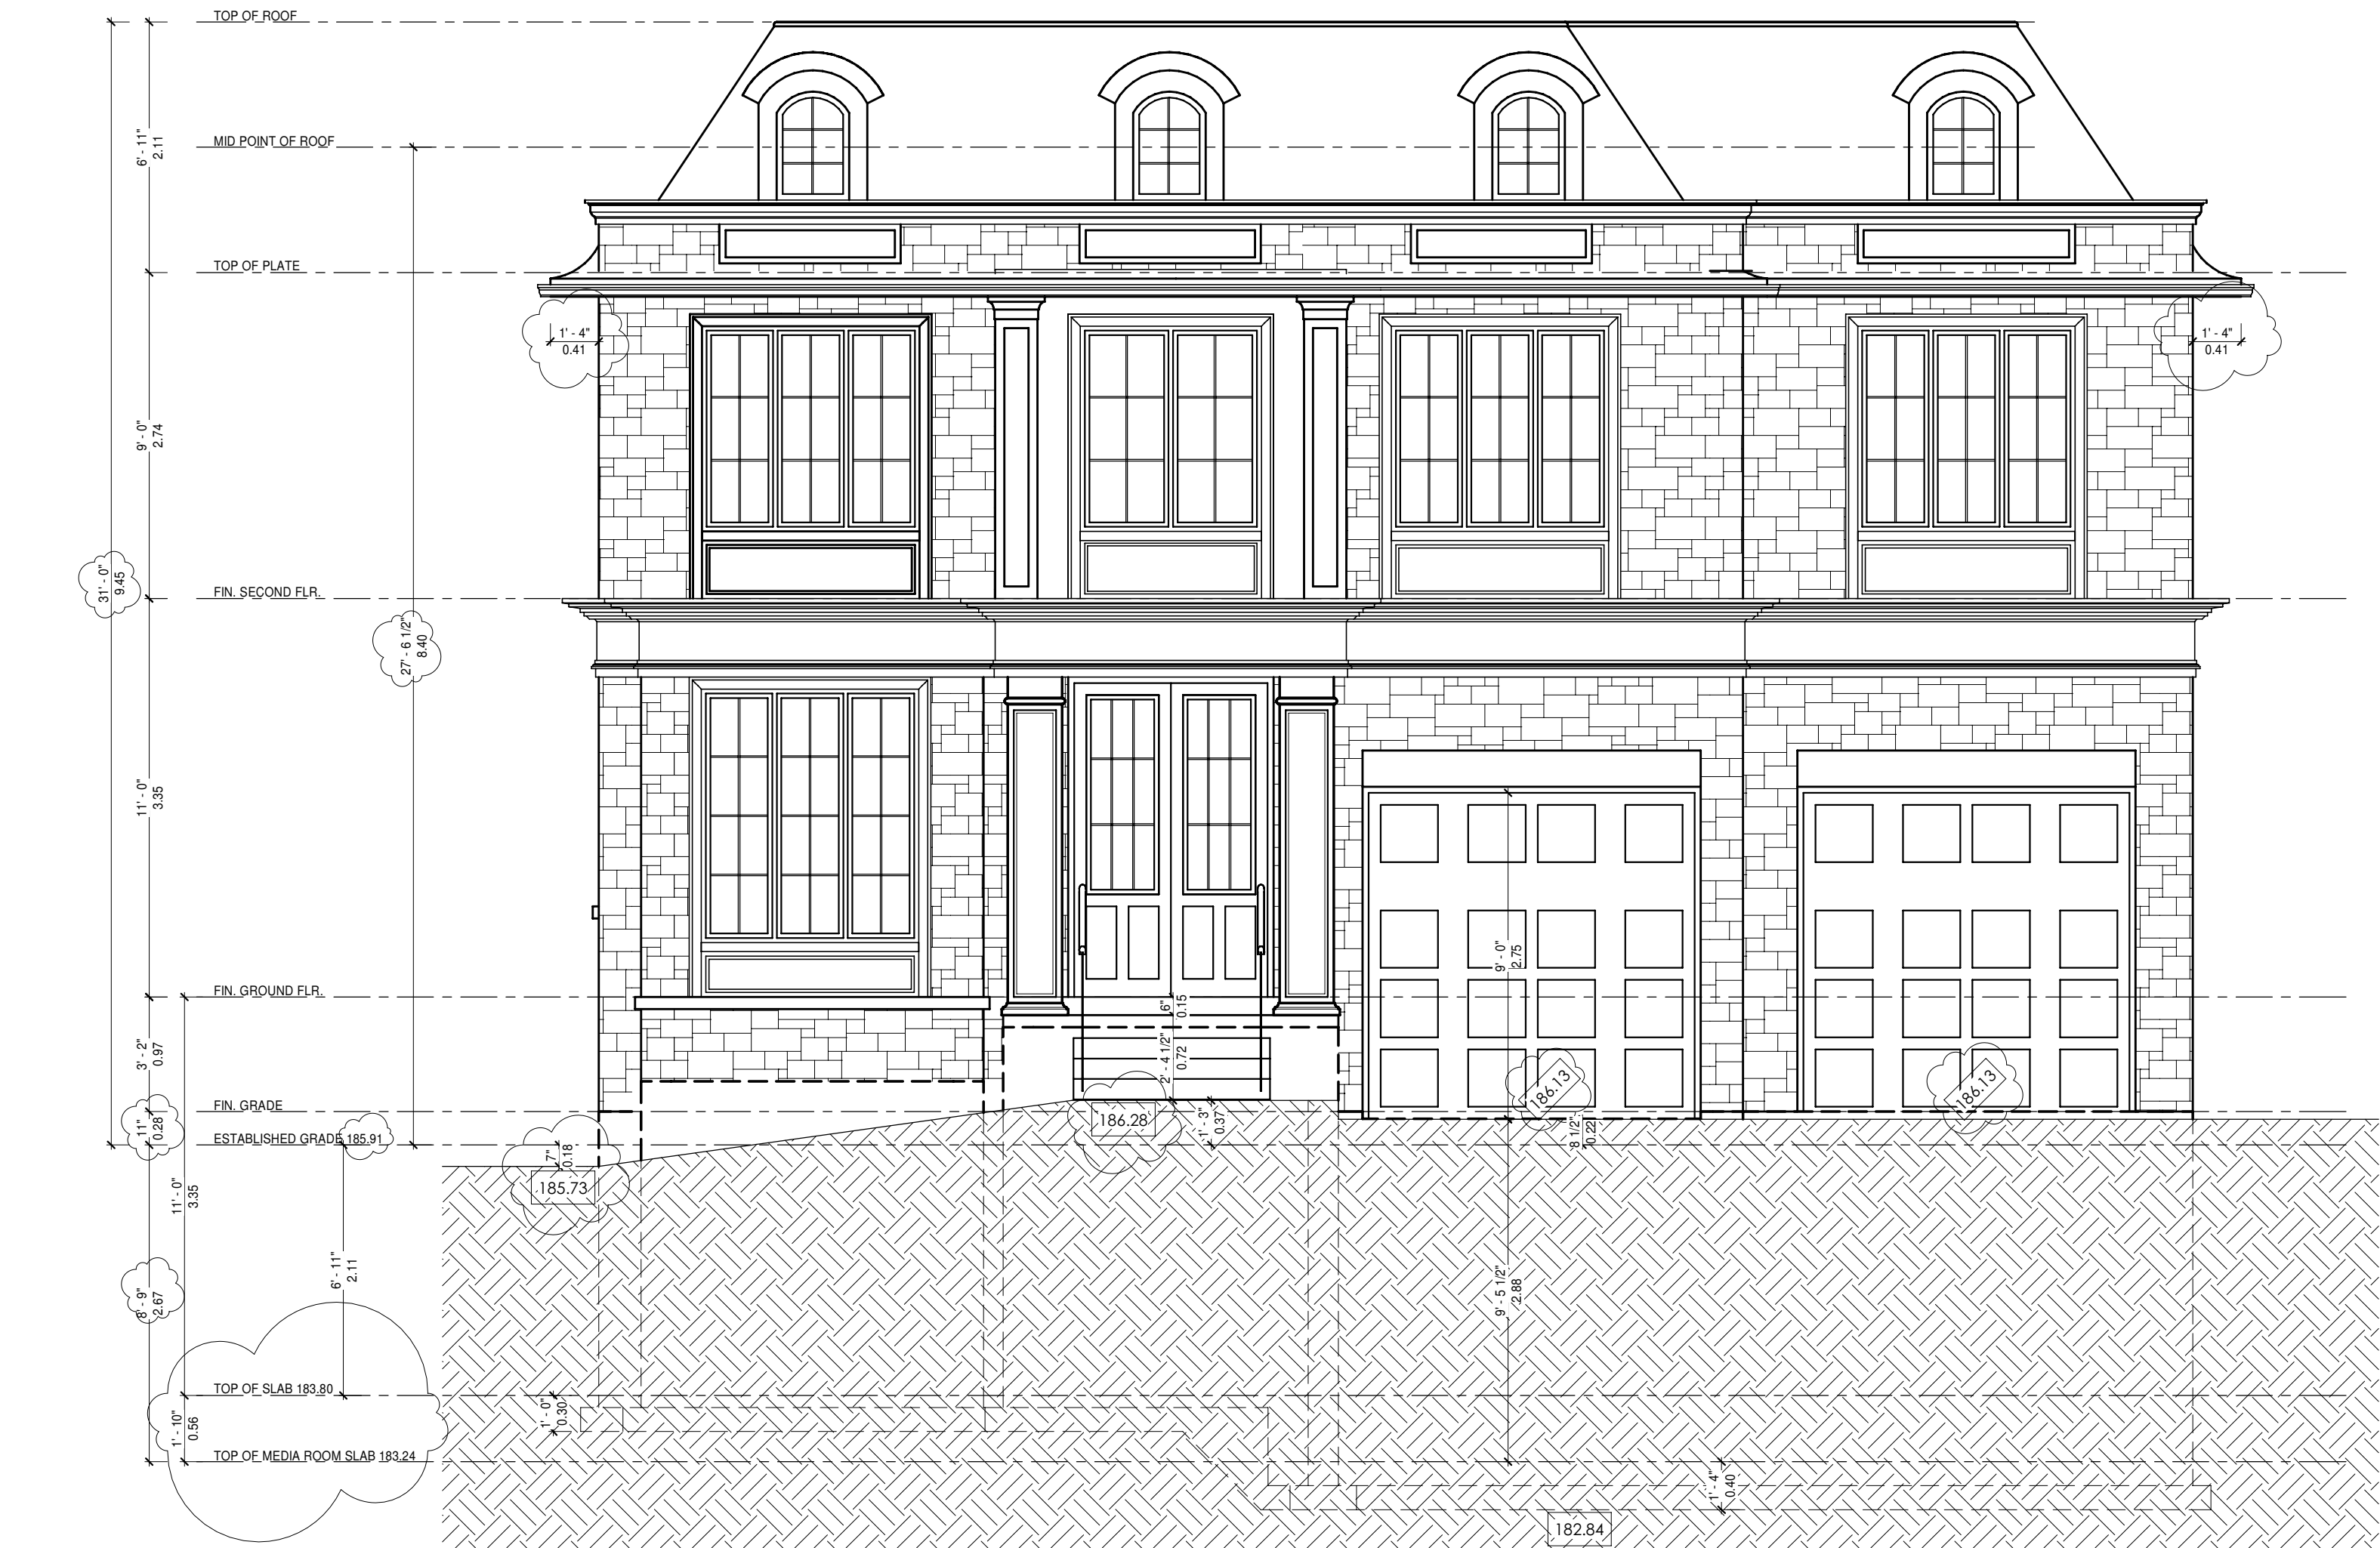 TOP OF ROOF
6' - 11"
2.11
MID POINT OF ROOF
TOP OF PLATE
1' - 4"
0.41
1' - 4"
0.41
9' - 0"
2.74
31' - 0"
9.45
FIN. SECOND FLR.
27' - 6 1/2"
8.40
11' - 0"
3.35
9' - 0"
2.75
FIN. GROUND FLR.
6"
0.15
3' - 2"
0.97
2' - 4 1/2"
0.72
186.13
186.13
FIN. GRADE
11"
0.28
186.28
1' - 3"
0.37
8 1/2"
0.22
ESTABLISHED GRADE 185.91
7"
0.18
185.73
11' - 0"
3.35
6' - 11"
2.11
8' - 9"
2.67
9' - 5 1/2"
2.88
TOP OF SLAB 183.80
1' - 0"
0.30
1' - 10"
0.56
TOP OF MEDIA ROOM SLAB 183.24
1' - 4"
0.40
182.84